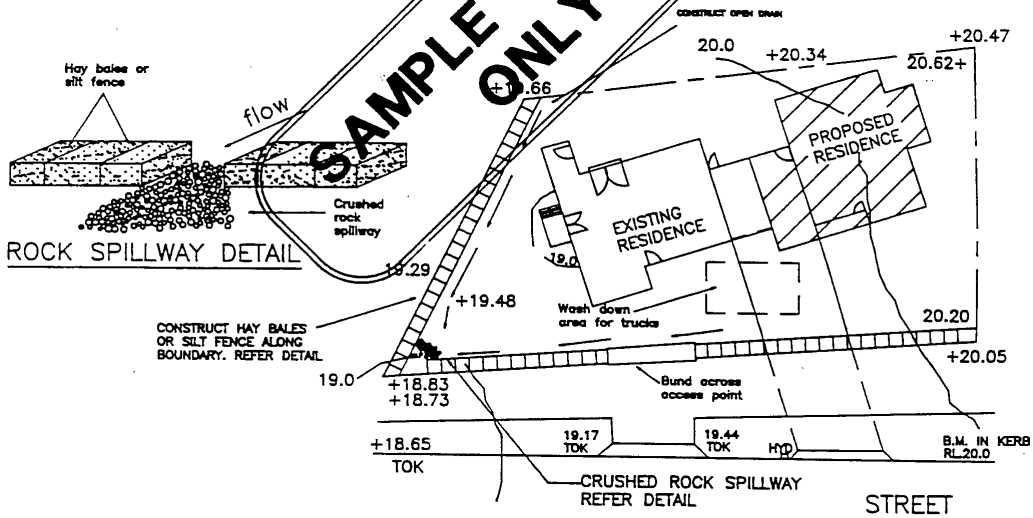 SAMPLE
ONLY
CONSTRUCT OPEN DRAIN
20.0
+20.34
+20.47
20.62+
Hay bales or
silt fence
flow
PROPOSED
RESIDENCE
EXISTING
RESIDENCE
Crushed
rock
spillway
ROCK SPILLWAY DETAIL
19.29
+19.48
Wash down
area for trucks
20.20
CONSTRUCT HAY BALES
OR SILT FENCE ALONG
BOUNDARY. REFER DETAIL
+20.05
19.0
+18.83
+18.73
Bund across
access point
+18.65
TOK
19.17
TOK
19.44
TOK
HYD
B.M. IN KERB
RL.20.0
CRUSHED ROCK SPILLWAY
REFER DETAIL
STREET